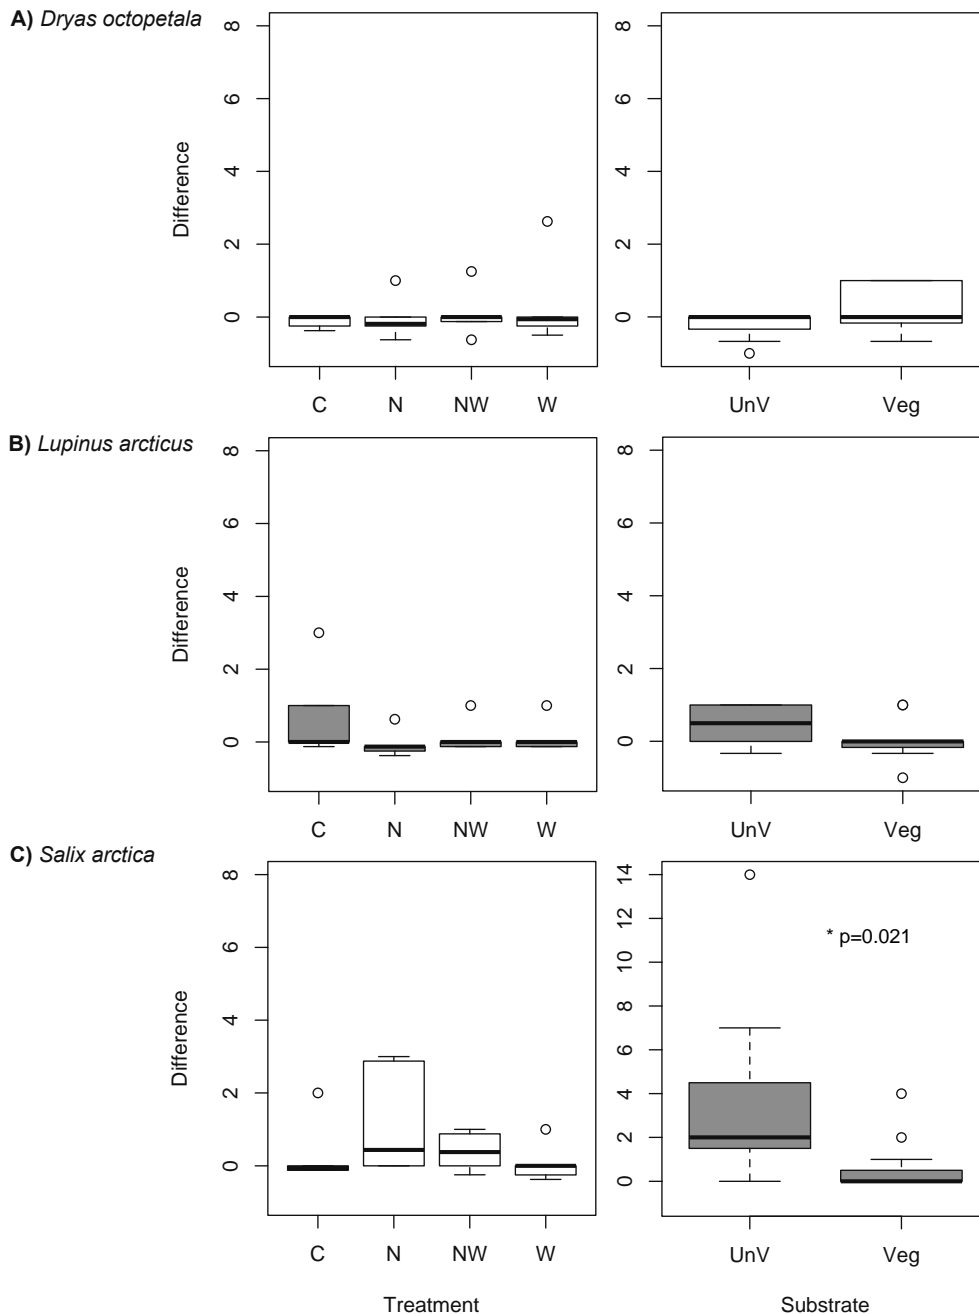 A) Dryas octopetala
8
6
4
2
0
Difference
C N NW W
8
6
4
2
0
UnV Veg
B) Lupinus arcticus
8
6
4
2
0
Difference
C N NW W
8
6
4
2
0
UnV Veg
C) Salix arctica
8
6
4
2
0
Difference
C N NW W
Treatment
14
12
10
8
6
4
2
0
* p=0.021
UnV Veg
Substrate